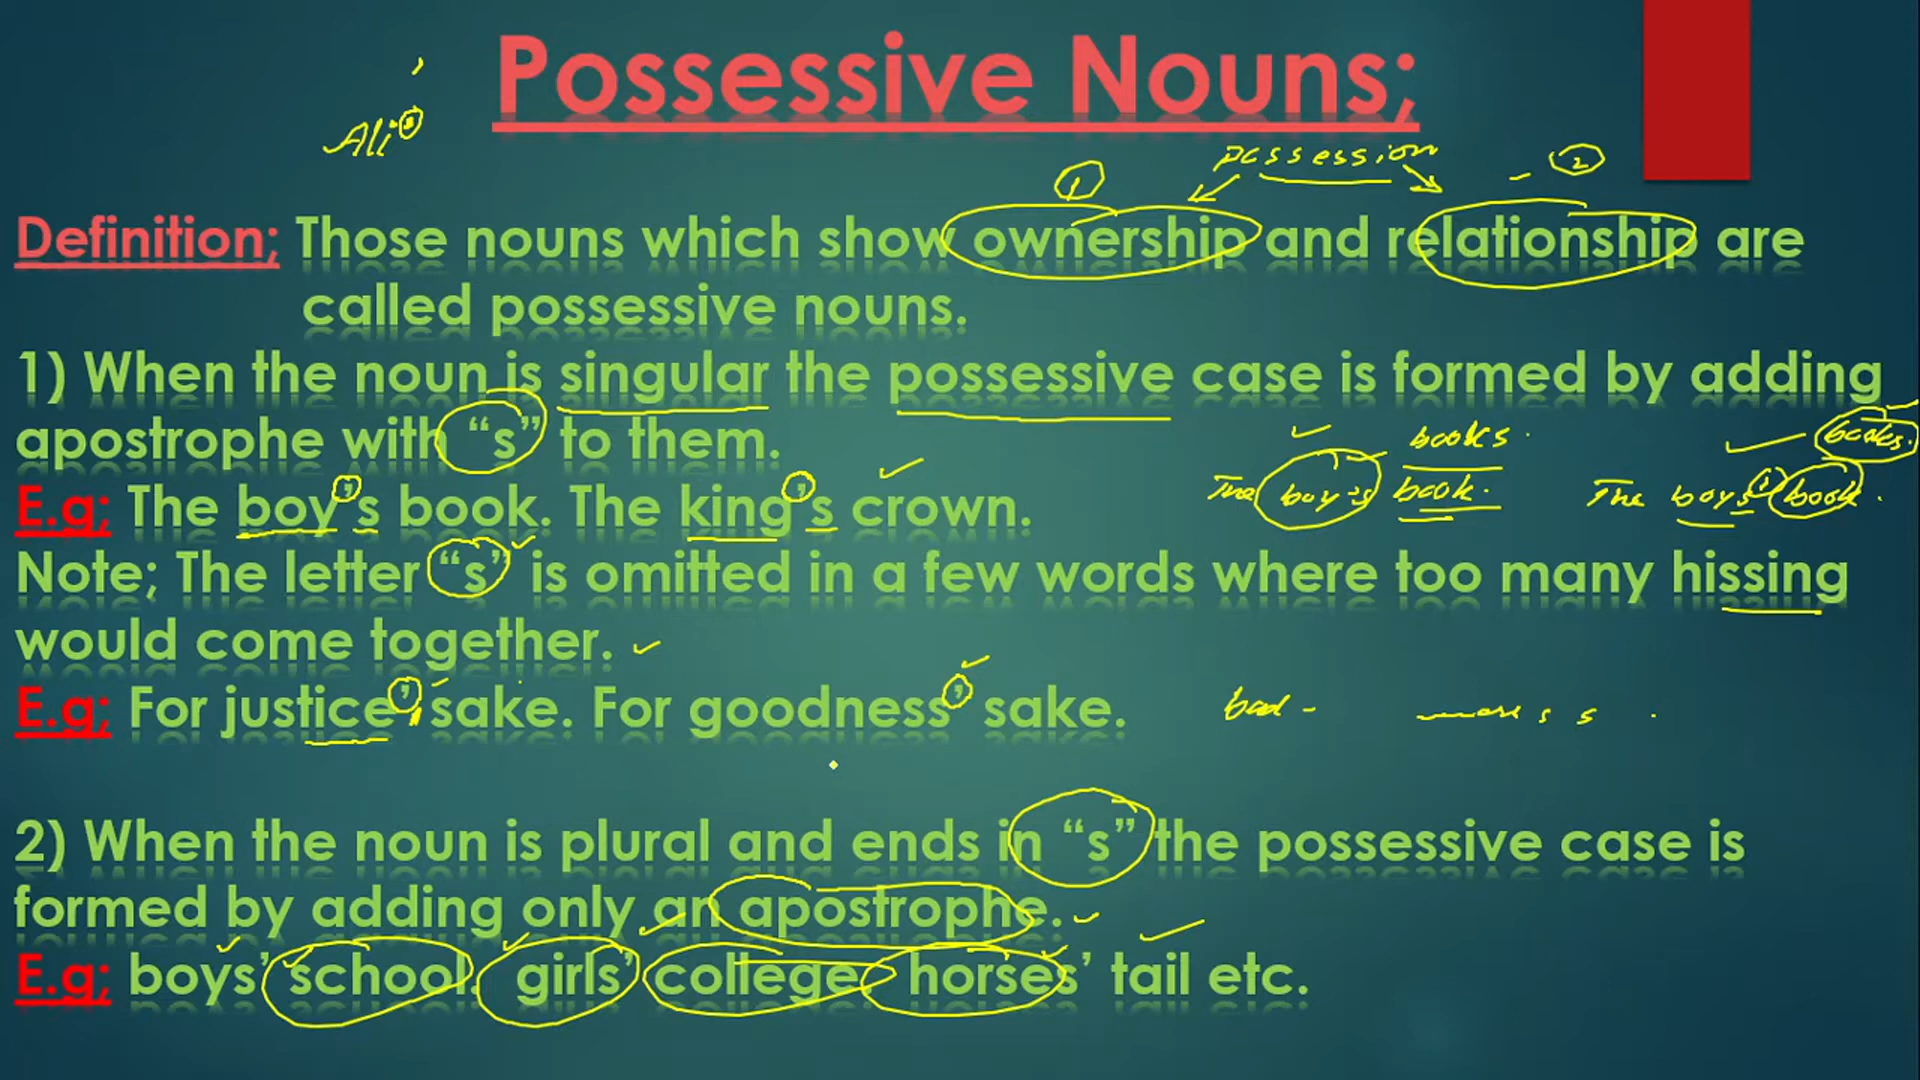 Possessive Nouns;
Ali's
possession
1
2
Definition; Those nouns which show ownership and relationship are
called possessive nouns.
1) When the noun is singular the possessive case is formed by adding
apostrophe with “s” to them.
books.
books.
E.g; The boy’s book. The king’s crown.
The boy's book.
The boys' book.
Note; The letter “s” is omitted in a few words where too many hissing
would come together.
E.g; For justice’ sake. For goodness’ sake.
2) When the noun is plural and ends in “s” the possessive case is
formed by adding only an apostrophe.
E.g; boys’ school. girls’ college. horses’ tail etc.